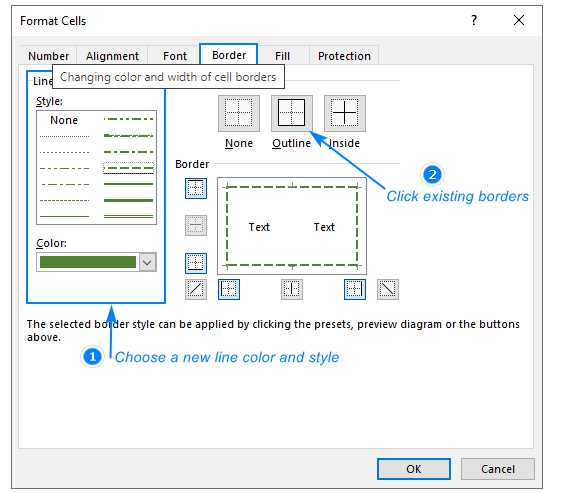 Format Cells
? ×
Number Alignment Font Border Fill Protection
Line
Changing color and width of cell borders
Style:
None
None Outline Inside
Border
2
Click existing borders
Text Text
Color:
The selected border style can be applied by clicking the presets, preview diagram or the buttons
above.
1 Choose a new line color and style
OK Cancel